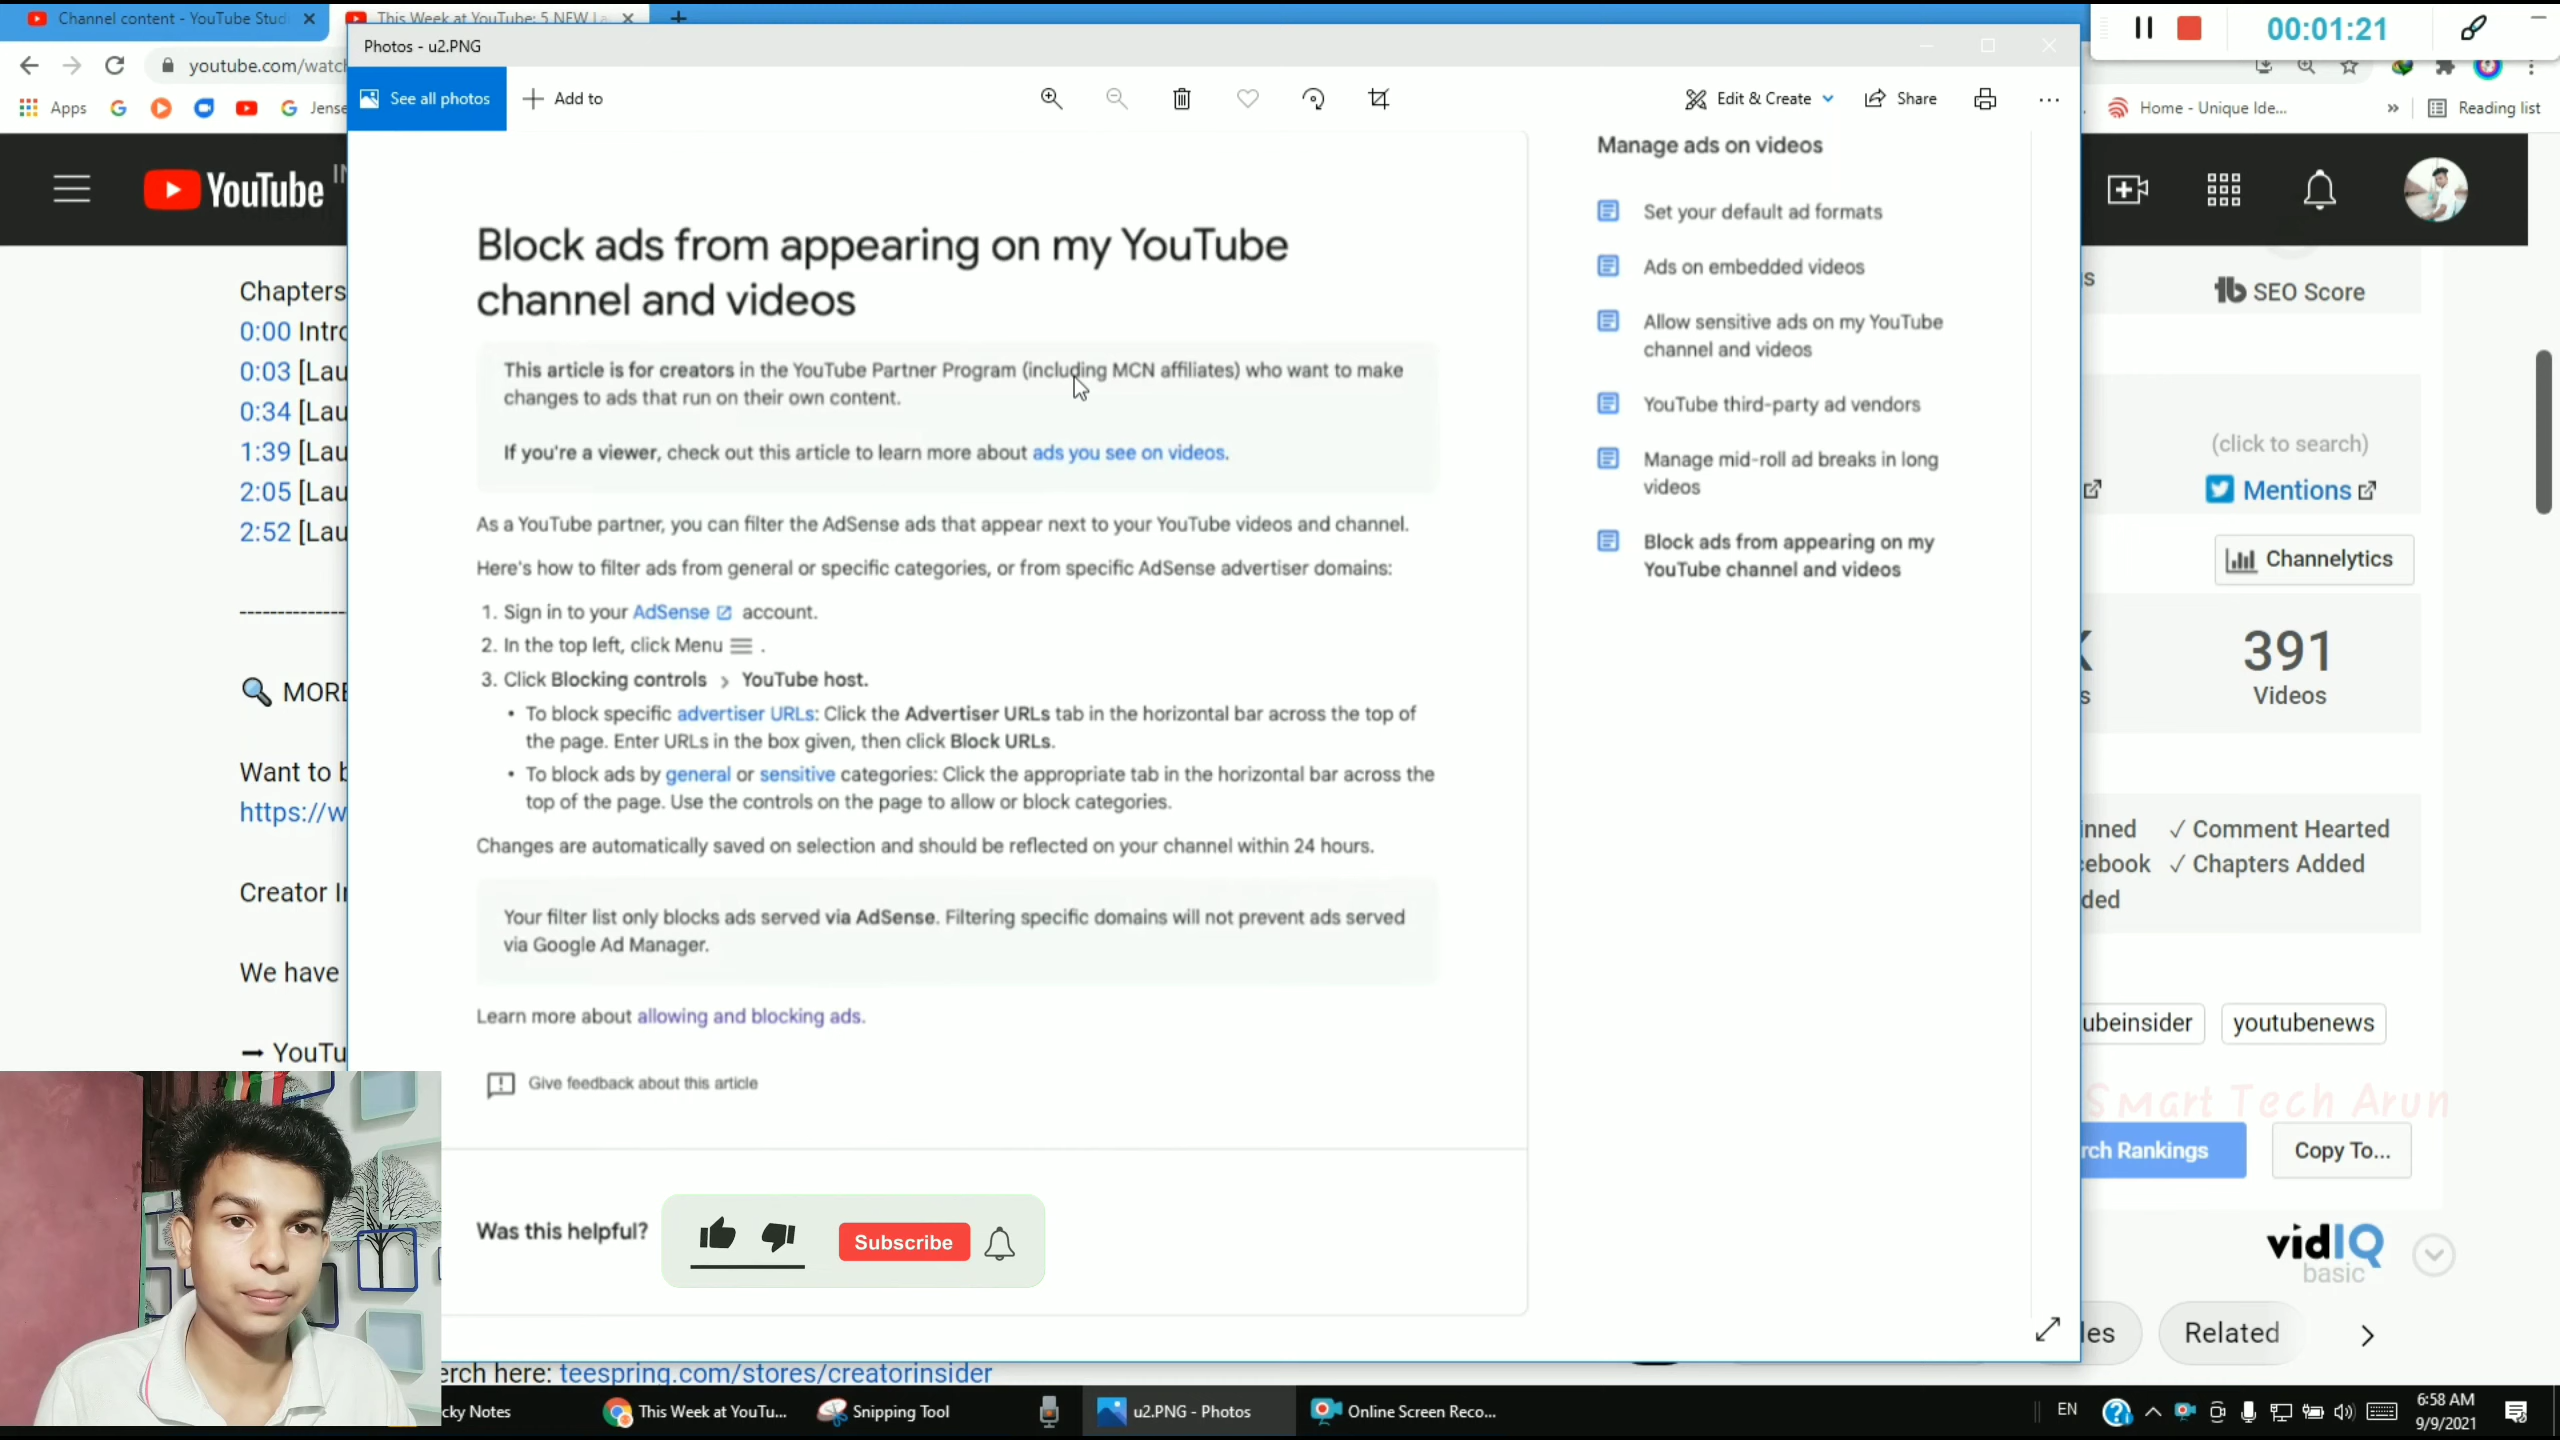 Channel content - YouTube Stud
This Week at YouTube: 5 NEW La
Photos - u2.PNG
00:01:21
youtube.com/watch
See all photos
Add to
Edit & Create
Share
Apps
Jense
Home - Unique Ide...
»
Reading list
YouTube
IN
Manage ads on videos
Set your default ad formats
Ads on embedded videos
Allow sensitive ads on my YouTube
channel and videos
YouTube third-party ad vendors
Manage mid-roll ad breaks in long
videos
Block ads from appearing on my
YouTube channel and videos
Block ads from appearing on my YouTube
channel and videos
This article is for creators in the YouTube Partner Program (including MCN affiliates) who want to make
changes to ads that run on their own content.
If you're a viewer, check out this article to learn more about ads you see on videos.
As a YouTube partner, you can filter the AdSense ads that appear next to your YouTube videos and channel.
Here's how to filter ads from general or specific categories, or from specific AdSense advertiser domains:
1. Sign in to your AdSense account.
2. In the top left, click Menu .
3. Click Blocking controls > YouTube host.
• To block specific advertiser URLs: Click the Advertiser URLs tab in the horizontal bar across the top of
the page. Enter URLs in the box given, then click Block URLs.
• To block ads by general or sensitive categories: Click the appropriate tab in the horizontal bar across the
top of the page. Use the controls on the page to allow or block categories.
Changes are automatically saved on selection and should be reflected on your channel within 24 hours.
Your filter list only blocks ads served via AdSense. Filtering specific domains will not prevent ads served
via Google Ad Manager.
Learn more about allowing and blocking ads.
Give feedback about this article
Was this helpful?
Subscribe
Chapters
0:00 Intro
0:03 [Lau
0:34 [Lau
1:39 [Lau
2:05 [Lau
2:52 [Lau
---------------
MORE
Want to b
https://w
Creator In
We have
YouTu
erch here: teespring.com/stores/creatorinsider
s
SEO Score
(click to search)
Mentions
Channelytics
K
s
391
Videos
inned
✓ Comment Hearted
cebook
✓ Chapters Added
ded
ubeinsider
youtubenews
Smart Tech Arun
rch Rankings
Copy To...
vidIQ
basic
les
Related
cky Notes
This Week at YouTu...
Snipping Tool
u2.PNG - Photos
Online Screen Reco...
EN
6:58 AM
9/9/2021